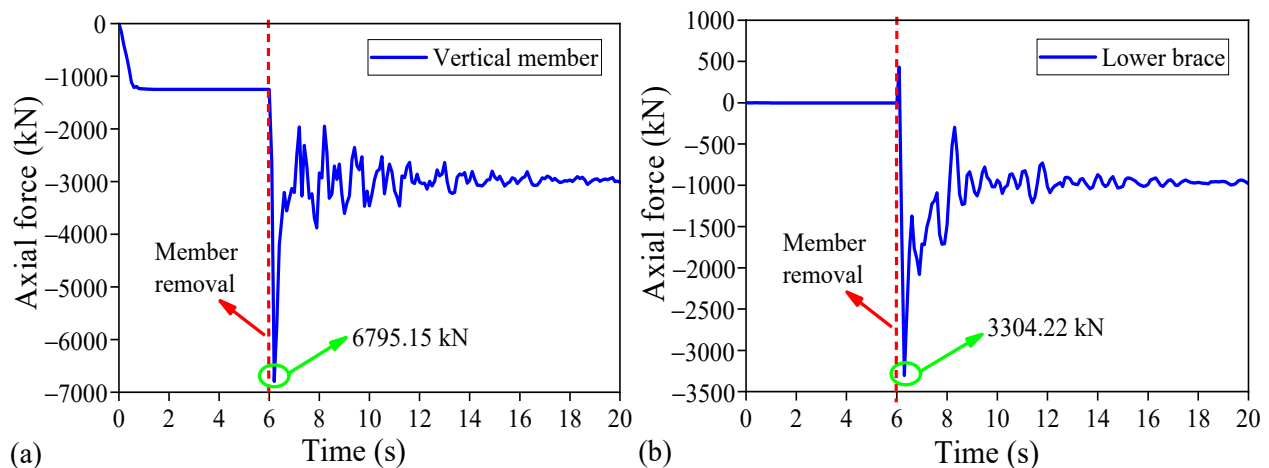 0
−1000
−2000
−3000
−4000
−5000
−6000
−7000
Axial force (kN)
Vertical member
Member
removal
6795.15 kN
0 2 4 6 8 10 12 14 16 18 20
Time (s)
(a)
1000
500
0
−500
−1000
−1500
−2000
−2500
−3000
−3500
Axial force (kN)
Lower brace
Member
removal
3304.22 kN
0 2 4 6 8 10 12 14 16 18 20
Time (s)
(b)